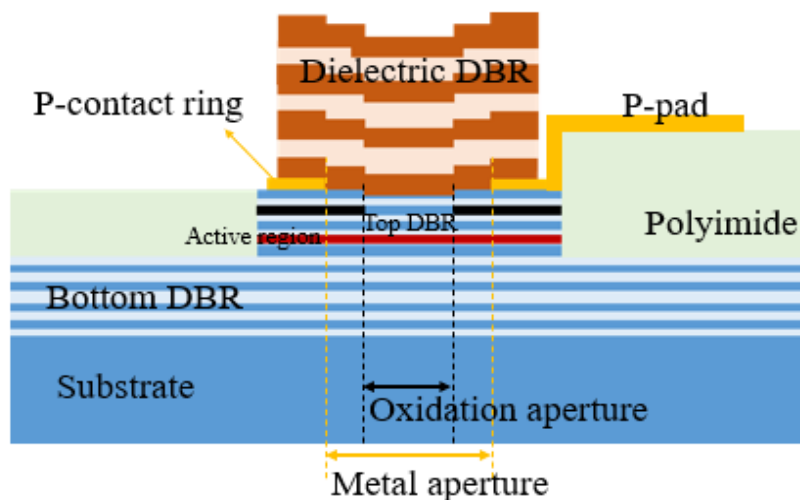 Dielectric DBR
P-contact ring
P-pad
Top DBR
Polyimide
Active region
Bottom DBR
Substrate
Oxidation aperture
Metal aperture